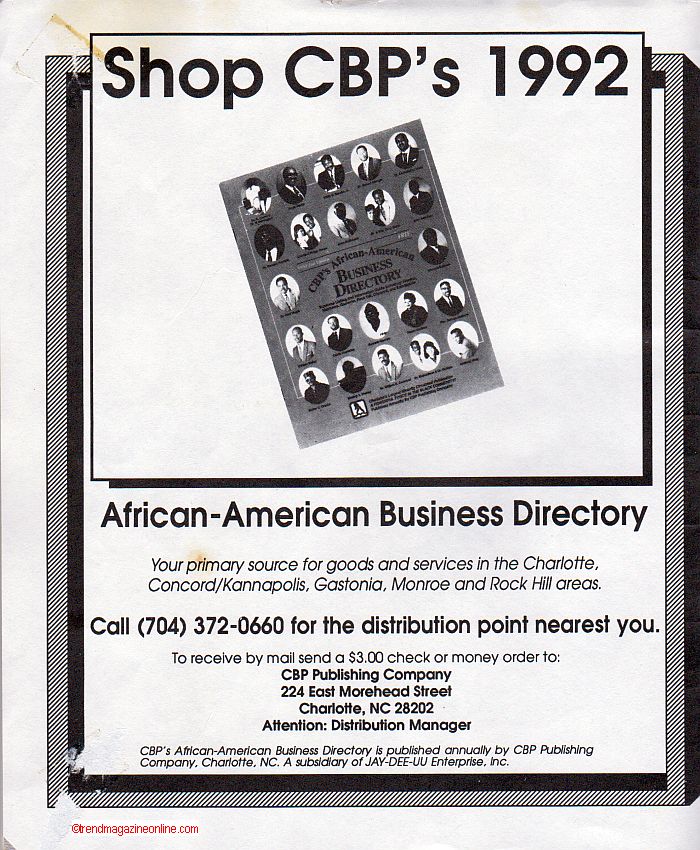 Shop CBP's 1992
CBP's African-American
BUSINESS
DIRECTORY
African-American Business Directory
Your primary source for goods and services in the Charlotte,
Concord/Kannapolis, Gastonia, Monroe and Rock Hill areas.
Call (704) 372-0660 for the distribution point nearest you.
To receive by mail send a $3.00 check or money order to:
CBP Publishing Company
224 East Morehead Street
Charlotte, NC 28202
Attention: Distribution Manager
CBP's African-American Business Directory is published annually by CBP Publishing
Company, Charlotte, NC. A subsidiary of JAY-DEE-UU Enterprise, Inc.
©trendmagazineonline.com